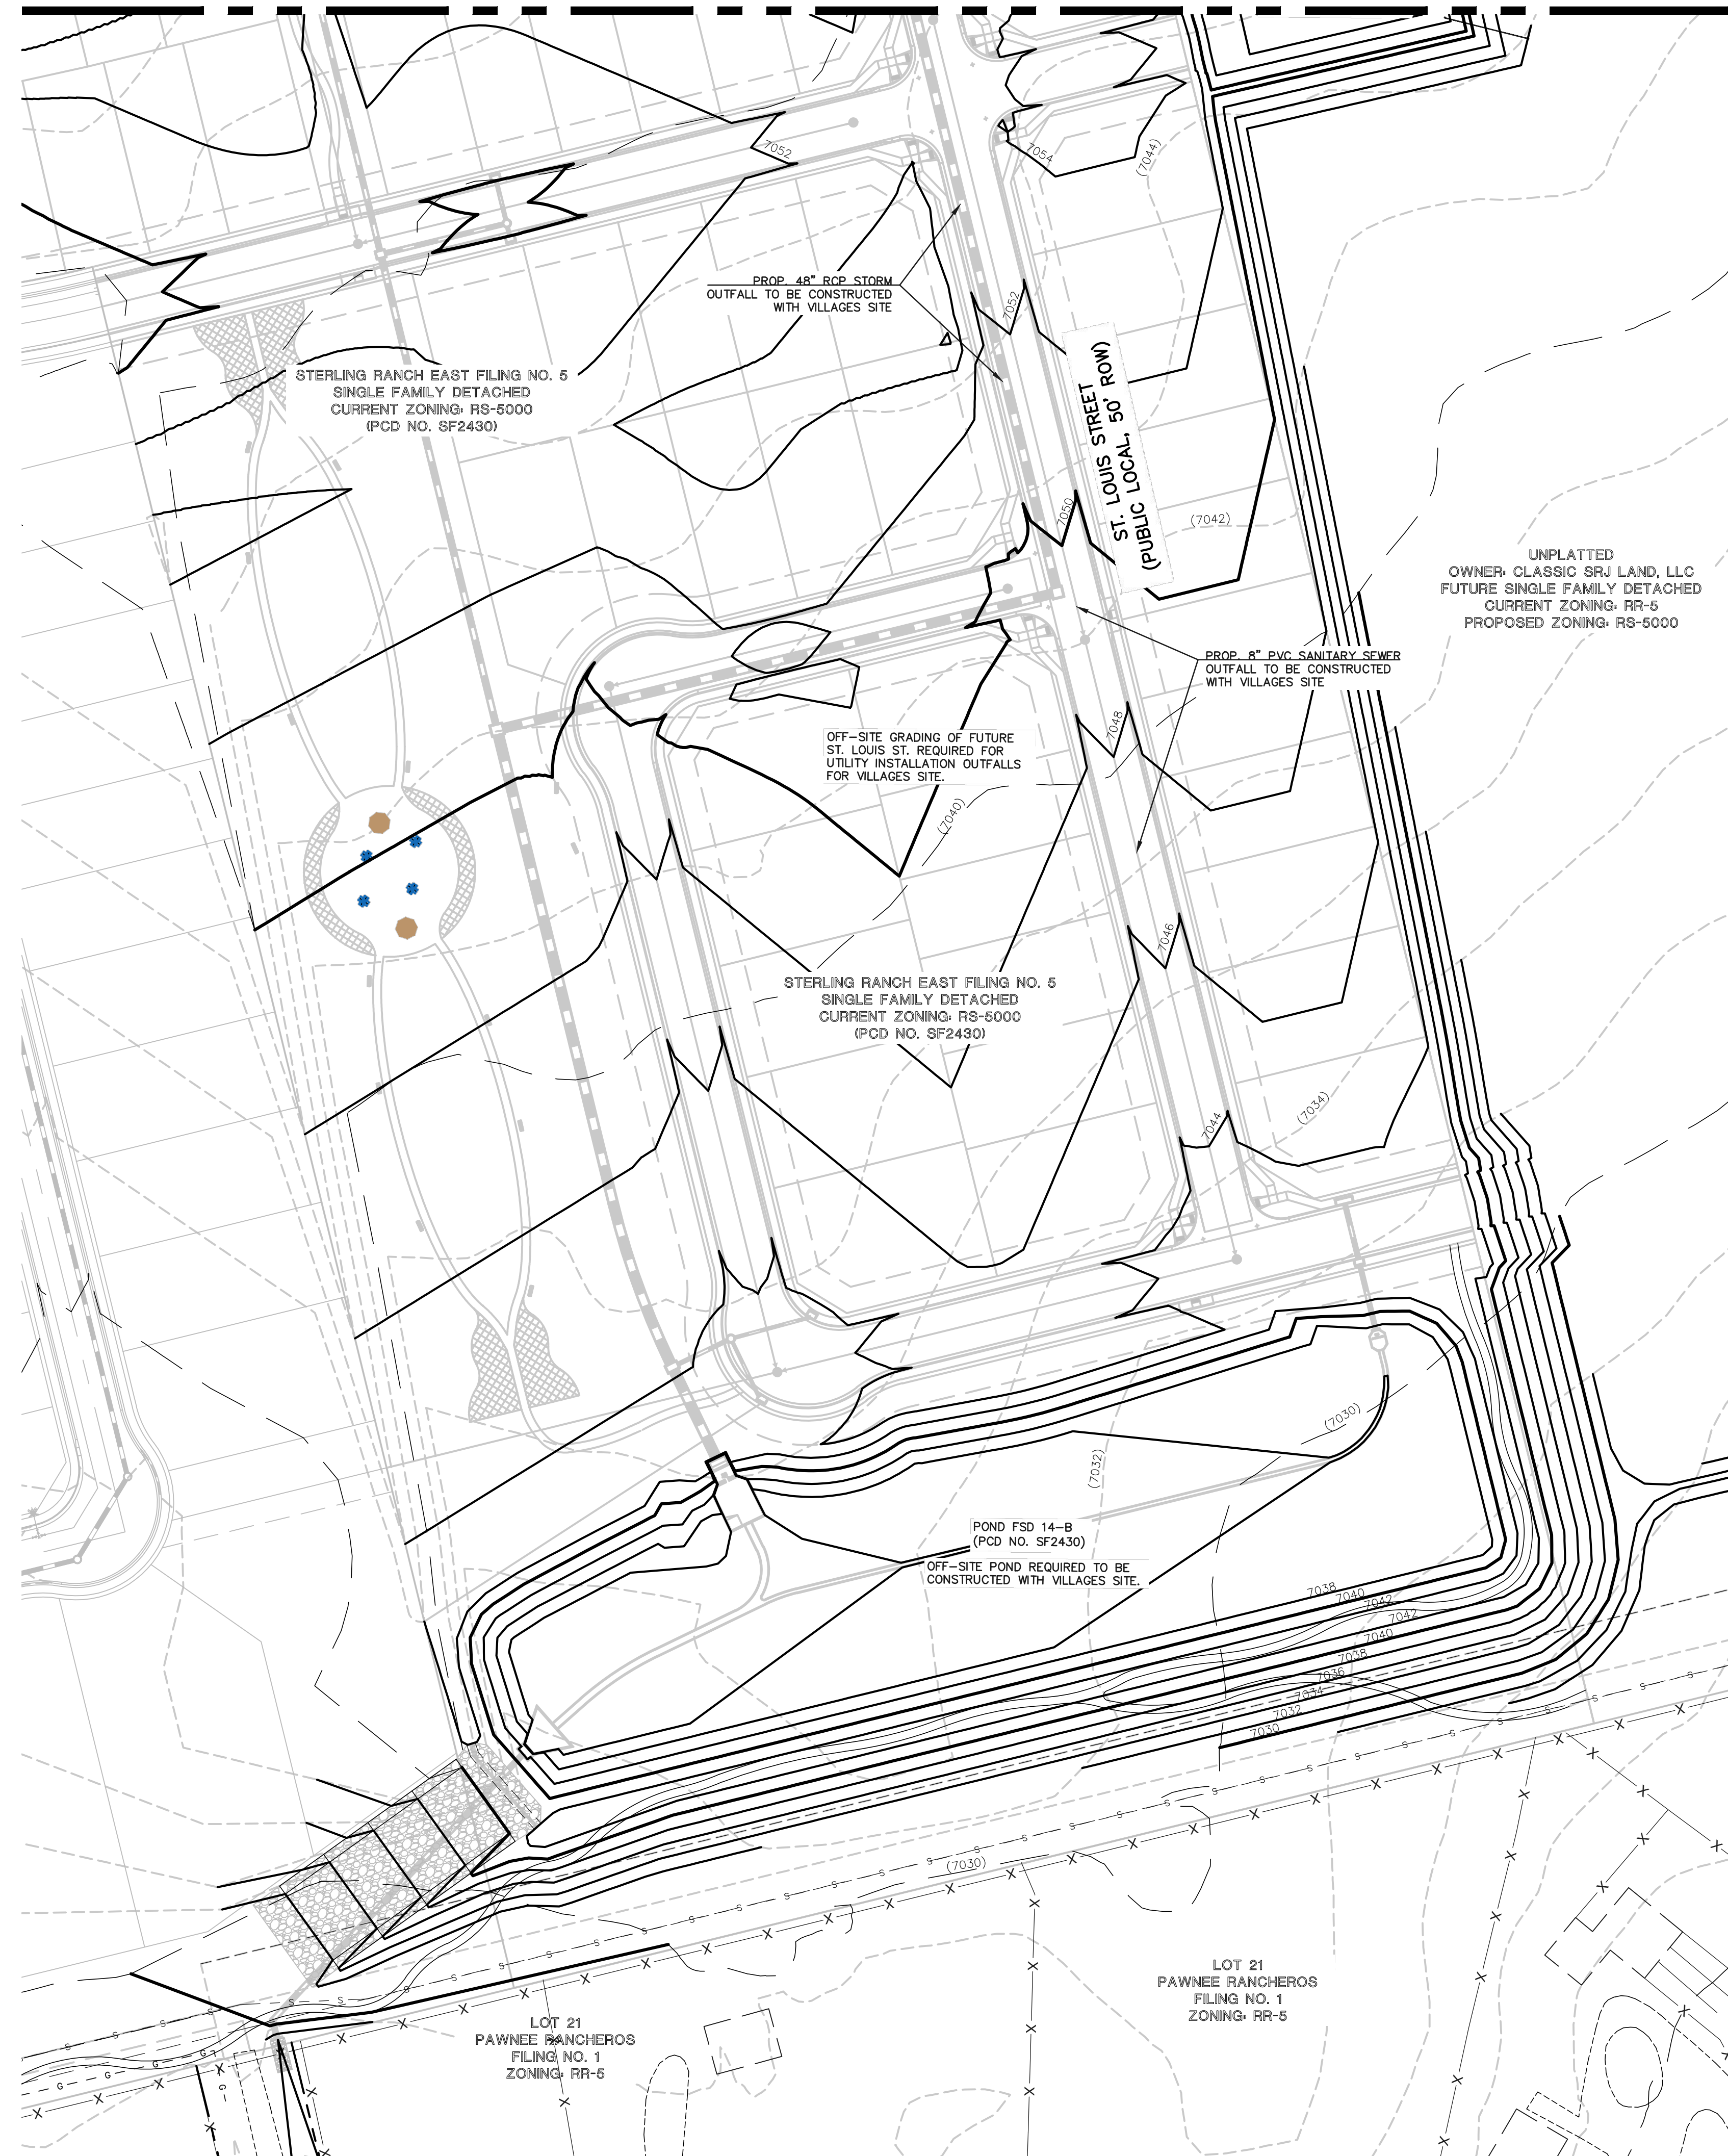 7052
7054
(7044)
PROP. 48" RCP STORM
OUTFALL TO BE CONSTRUCTED
WITH VILLAGES SITE
7052
STERLING RANCH EAST FILING NO. 5
SINGLE FAMILY DETACHED
CURRENT ZONING: RS-5000
(PCD NO. SF2430)
ST. LOUIS STREET
(PUBLIC LOCAL, 50' ROW)
7050
(7042)
UNPLATTED
OWNER: CLASSIC SRJ LAND, LLC
FUTURE SINGLE FAMILY DETACHED
CURRENT ZONING: RR-5
PROPOSED ZONING: RS-5000
PROP. 8" PVC SANITARY SEWER
OUTFALL TO BE CONSTRUCTED
WITH VILLAGES SITE
7048
OFF-SITE GRADING OF FUTURE
ST. LOUIS ST. REQUIRED FOR
UTILITY INSTALLATION OUTFALLS
FOR VILLAGES SITE.
(7040)
7046
STERLING RANCH EAST FILING NO. 5
SINGLE FAMILY DETACHED
CURRENT ZONING: RS-5000
(PCD NO. SF2430)
7044
(7034)
(7030)
(7032)
POND FSD 14-B
(PCD NO. SF2430)
OFF-SITE POND REQUIRED TO BE
CONSTRUCTED WITH VILLAGES SITE.
7038
7040
7042
7042
7040
7038
7036
7034
7032
7030
(7030)
LOT 21
PAWNEE RANCHEROS
FILING NO. 1
ZONING: RR-5
LOT 21
PAWNEE RANCHEROS
FILING NO. 1
ZONING: RR-5